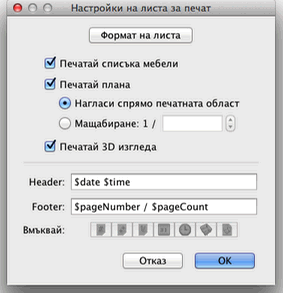 Настройки на листа за печат
Формат на листа
Печатай списъка мебели
Печатай плана
Нагласи спрямо печатната област
Мащабиране: 1 /
Печатай 3D изгледа
Header: $date $time
Footer: $pageNumber / $pageCount
Вмъквай:
Отказ OK